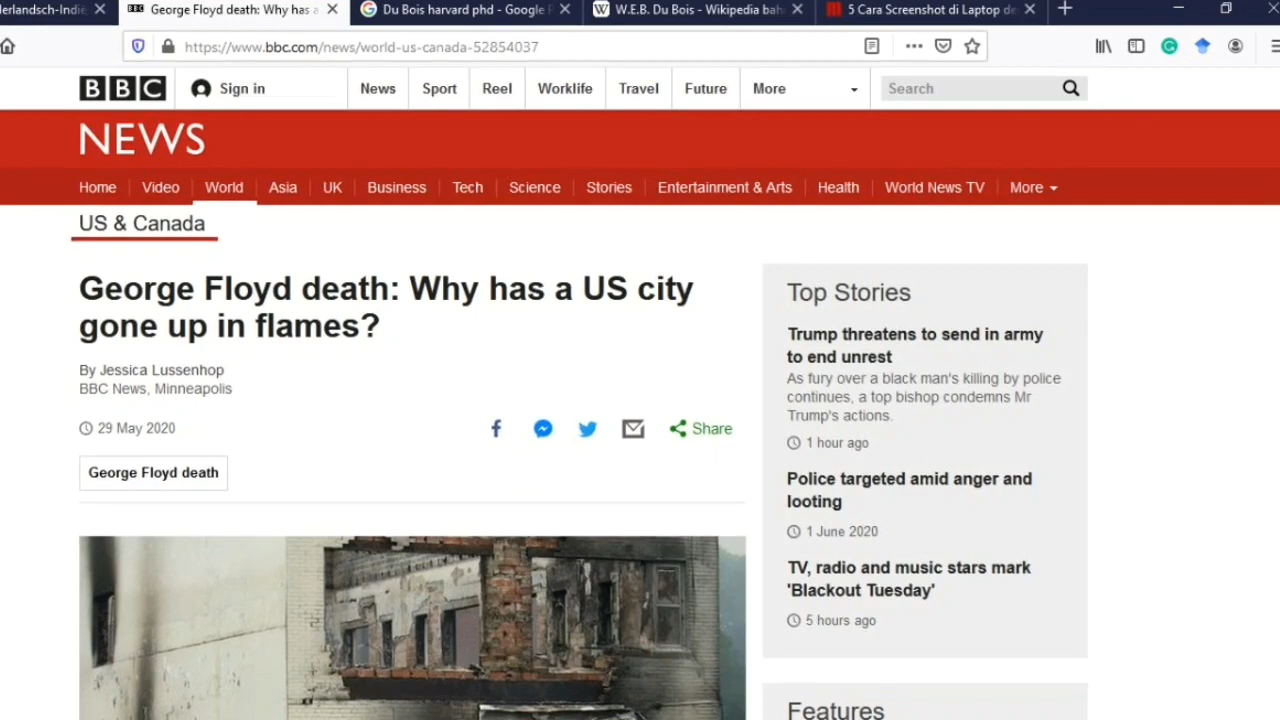 derlandsch-Indië
BBC George Floyd death: Why has a
Du Bois harvard phd - Google
W.E.B. Du Bois - Wikipedia bah
5 Cara Screenshot di Laptop de
https://www.bbc.com/news/world-us-canada-52854037
BBC
Sign in
News
Sport
Reel
Worklife
Travel
Future
More
Search
NEWS
Home
Video
World
Asia
UK
Business
Tech
Science
Stories
Entertainment & Arts
Health
World News TV
More
US & Canada
George Floyd death: Why has a US city
gone up in flames?
By Jessica Lussenhop
BBC News, Minneapolis
29 May 2020
Share
George Floyd death
Top Stories
Trump threatens to send in army
to end unrest
As fury over a black man's killing by police
continues, a top bishop condemns Mr
Trump's actions.
1 hour ago
Police targeted amid anger and
looting
1 June 2020
TV, radio and music stars mark
'Blackout Tuesday'
5 hours ago
Features